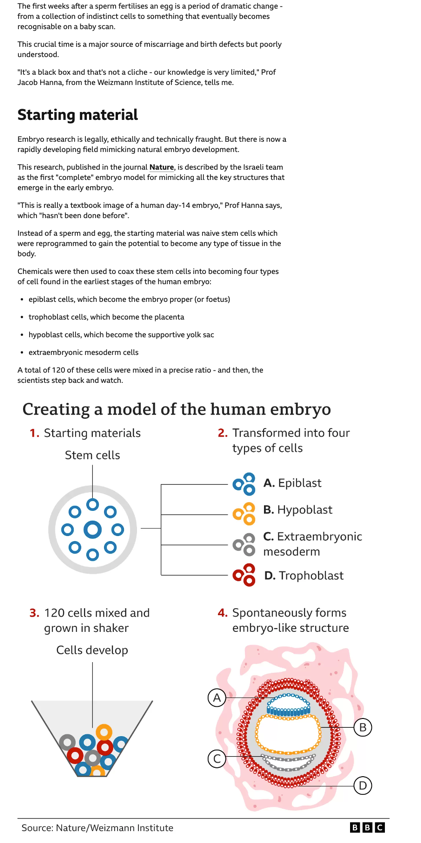 The first weeks after a sperm fertilises an egg is a period of dramatic change -
from a collection of indistinct cells to something that eventually becomes
recognisable on a baby scan.
This crucial time is a major source of miscarriage and birth defects but poorly
understood.
"It's a black box and that's not a cliche - our knowledge is very limited," Prof
Jacob Hanna, from the Weizmann Institute of Science, tells me.
Starting material
Embryo research is legally, ethically and technically fraught. But there is now a
rapidly developing field mimicking natural embryo development.
This research, published in the journal Nature, is described by the Israeli team
as the first "complete" embryo model for mimicking all the key structures that
emerge in the early embryo.
"This is really a textbook image of a human day-14 embryo," Prof Hanna says,
which "hasn't been done before".
Instead of a sperm and egg, the starting material was naive stem cells which
were reprogrammed to gain the potential to become any type of tissue in the
body.
Chemicals were then used to coax these stem cells into becoming four types
of cell found in the earliest stages of the human embryo:
• epiblast cells, which become the embryo proper (or foetus)
• trophoblast cells, which become the placenta
• hypoblast cells, which become the supportive yolk sac
• extraembryonic mesoderm cells
A total of 120 of these cells were mixed in a precise ratio - and then, the
scientists step back and watch.
Creating a model of the human embryo
1. Starting materials
Stem cells
2. Transformed into four
types of cells
A. Epiblast
B. Hypoblast
C. Extraembryonic
mesoderm
D. Trophoblast
3. 120 cells mixed and
grown in shaker
Cells develop
4. Spontaneously forms
embryo-like structure
A
B
C
D
Source: Nature/Weizmann Institute
BBC